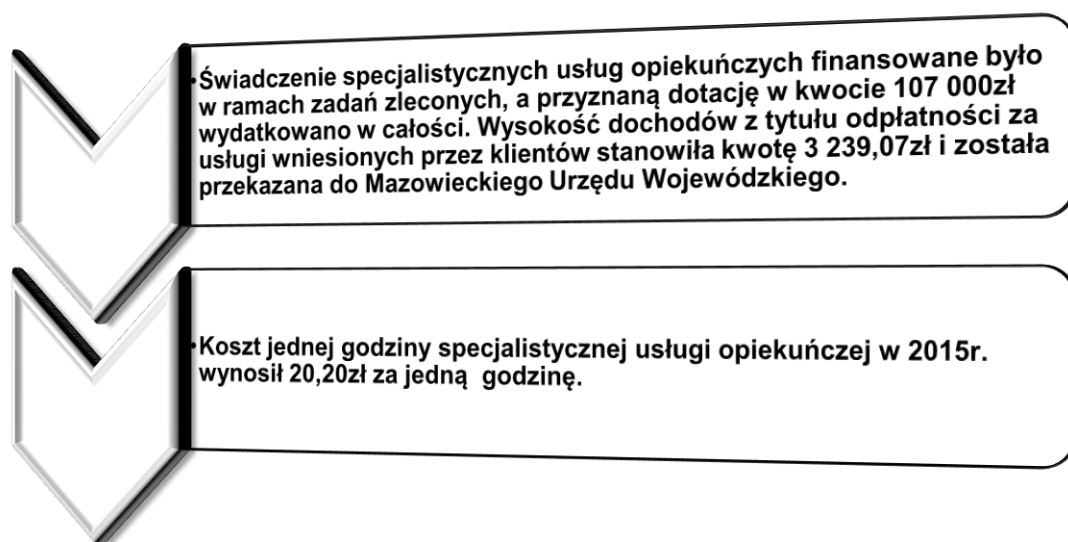 •Świadczenie specjalistycznych usług opiekuńczych finansowane było
w ramach zadań zleconych, a przyznaną dotację w kwocie 107 000zł
wydatkowano w całości. Wysokość dochodów z tytułu odpłatności za
usługi wniesionych przez klientów stanowiła kwotę 3 239,07zł i została
przekazana do Mazowieckiego Urzędu Wojewódzkiego.
•Koszt jednej godziny specjalistycznej usługi opiekuńczej w 2015r.
wynosił 20,20zł za jedną  godzinę.